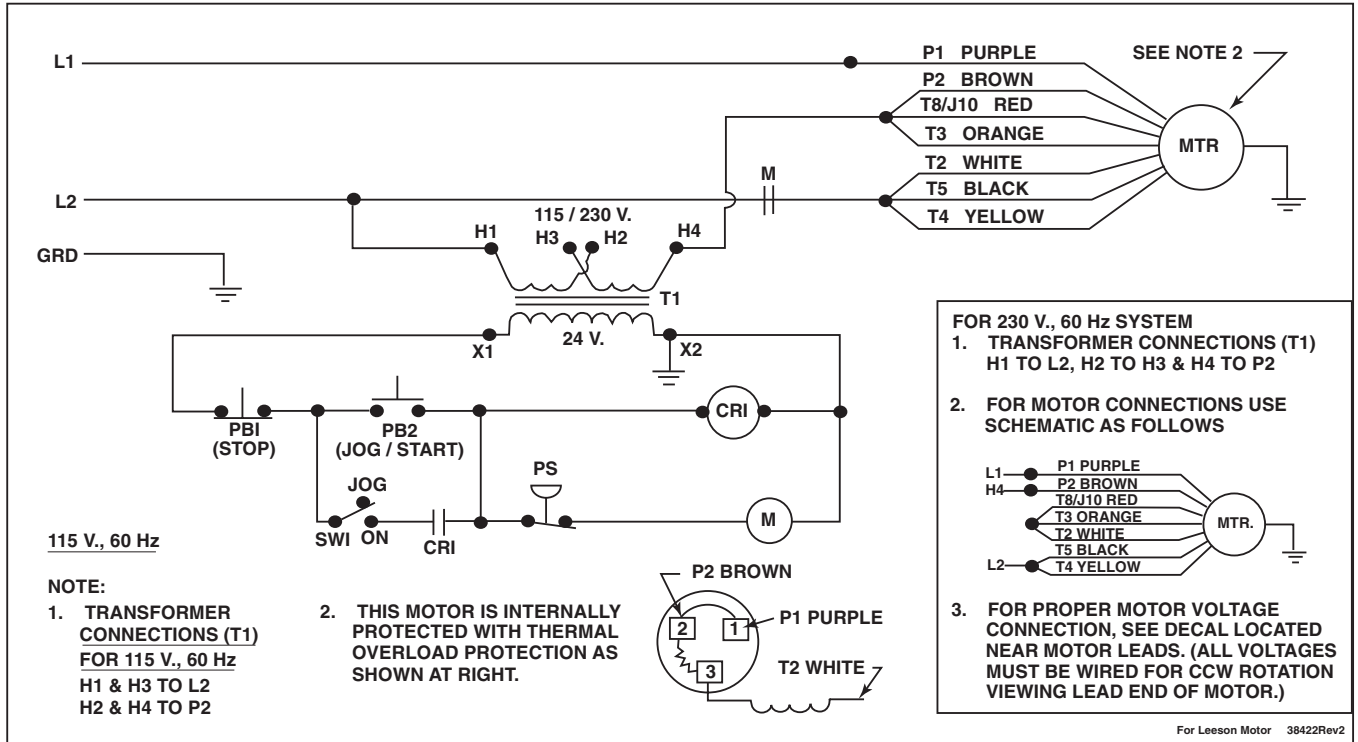 L1
P1 PURPLE
SEE NOTE 2
P2 BROWN
T8/J10 RED
T3 ORANGE
MTR
T2 WHITE
M
L2
T5 BLACK
115 / 230 V.
T4 YELLOW
H1
H3
H2
H4
GRD
T1
24 V.
X1
X2
PBI
(STOP)
PB2
(JOG / START)
CRI
PS
JOG
SWI
ON
CRI
M
115 V., 60 Hz
NOTE:
1. TRANSFORMER
CONNECTIONS (T1)
FOR 115 V., 60 Hz
H1 & H3 TO L2
H2 & H4 TO P2
2. THIS MOTOR IS INTERNALLY
PROTECTED WITH THERMAL
OVERLOAD PROTECTION AS
SHOWN AT RIGHT.
P2 BROWN
P1 PURPLE
2
1
3
T2 WHITE
FOR 230 V., 60 Hz SYSTEM
1. TRANSFORMER CONNECTIONS (T1)
H1 TO L2, H2 TO H3 & H4 TO P2
2. FOR MOTOR CONNECTIONS USE
SCHEMATIC AS FOLLOWS
L1
P1 PURPLE
H4
P2 BROWN
T8/J10 RED
T3 ORANGE
MTR.
T2 WHITE
T5 BLACK
L2
T4 YELLOW
3. FOR PROPER MOTOR VOLTAGE
CONNECTION, SEE DECAL LOCATED
NEAR MOTOR LEADS. (ALL VOLTAGES
MUST BE WIRED FOR CCW ROTATION
VIEWING LEAD END OF MOTOR.)
For Leeson Motor 38422Rev2